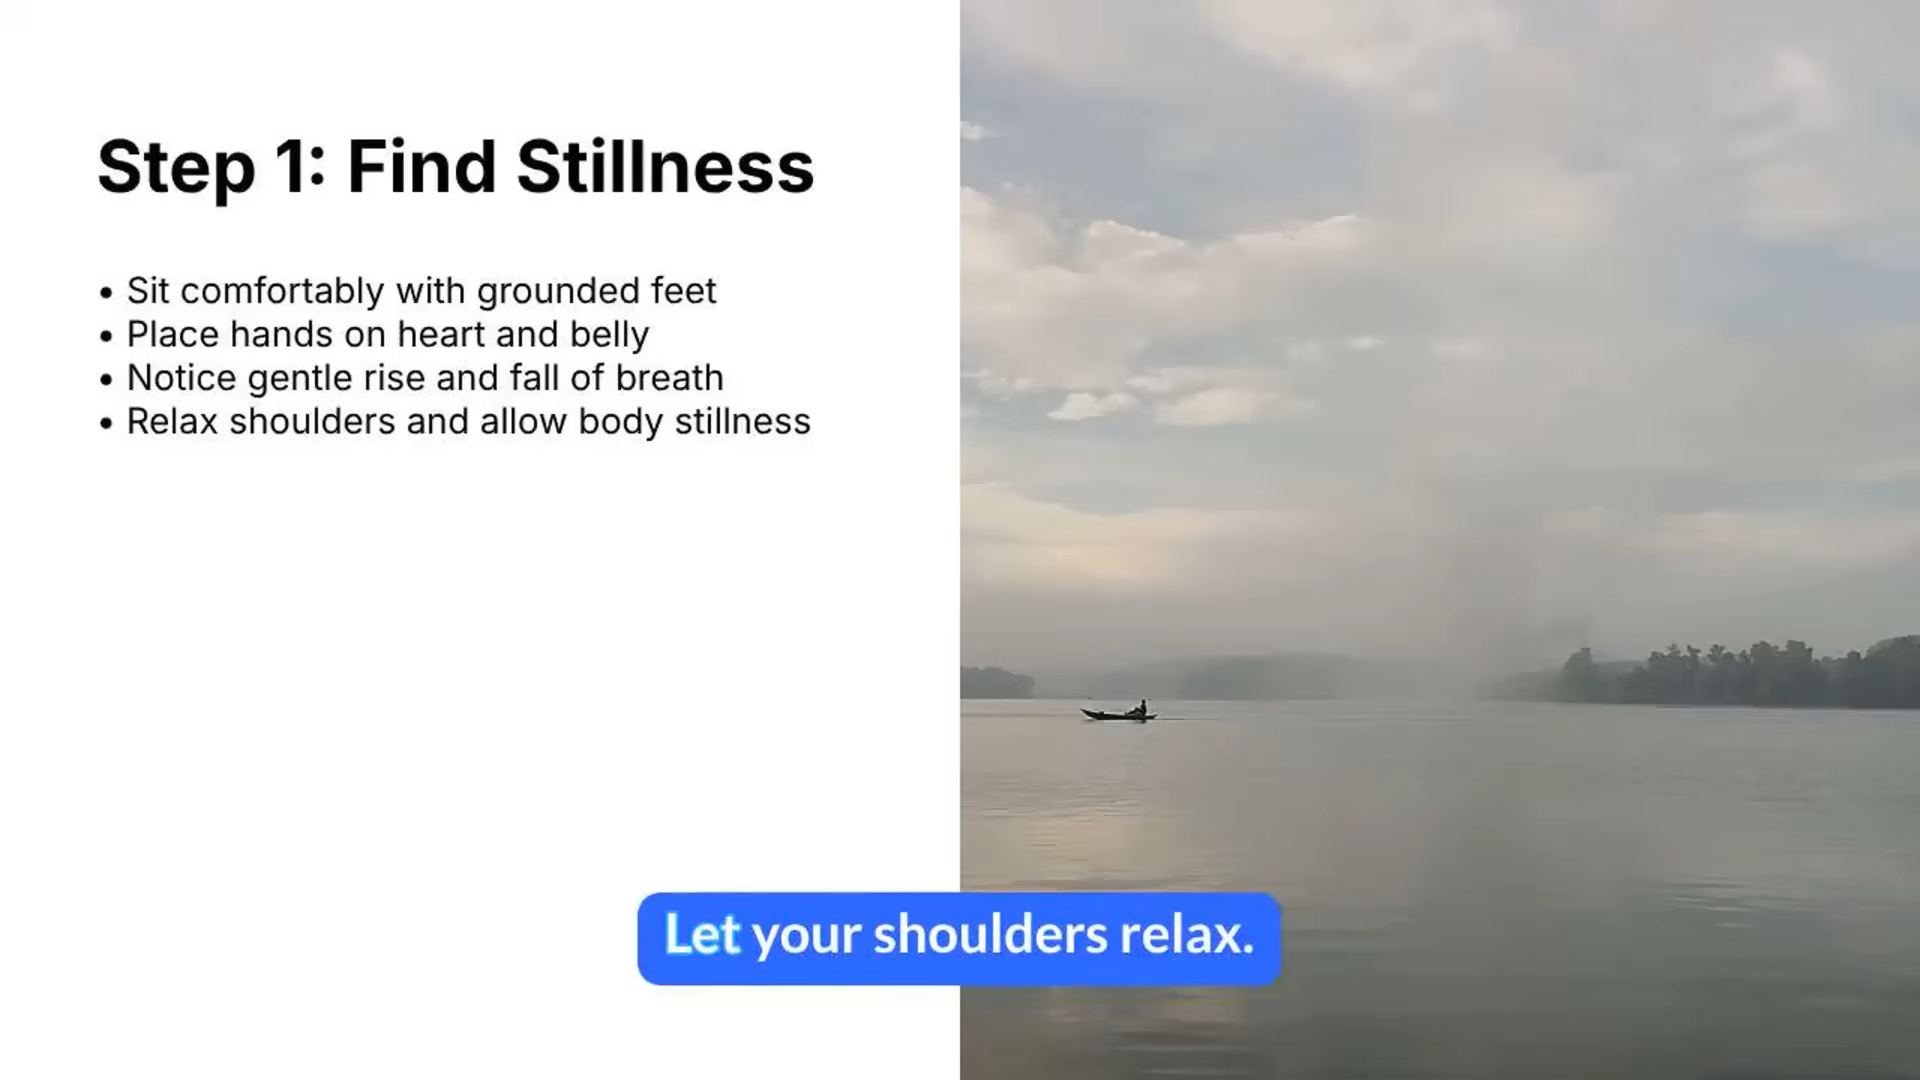 Step 1: Find Stillness
• Sit comfortably with grounded feet
• Place hands on heart and belly
• Notice gentle rise and fall of breath
• Relax shoulders and allow body stillness
Let your shoulders relax.